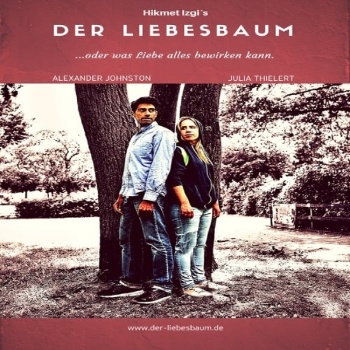 Hikmet Izgi's
DER LIEBESBAUM
...oder was Liebe alles bewirken kann.
ALEXANDER JOHNSTON JULIA THIELERT
www.der-liebesbaum.de